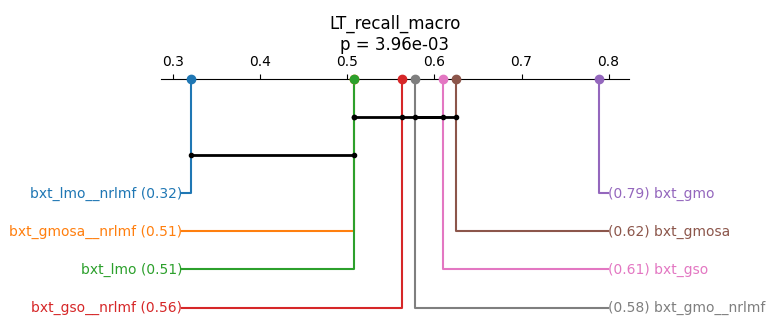 LT_recall_macro
p = 3.96e-03
0.3 0.4 0.5 0.6 0.7 0.8
bxt_lmo__nrlmf (0.32) (0.79) bxt_gmo
bxt_gmosa__nrlmf (0.51) (0.62) bxt_gmosa
bxt_lmo (0.51) (0.61) bxt_gso
bxt_gso__nrlmf (0.56) (0.58) bxt_gmo__nrlmf